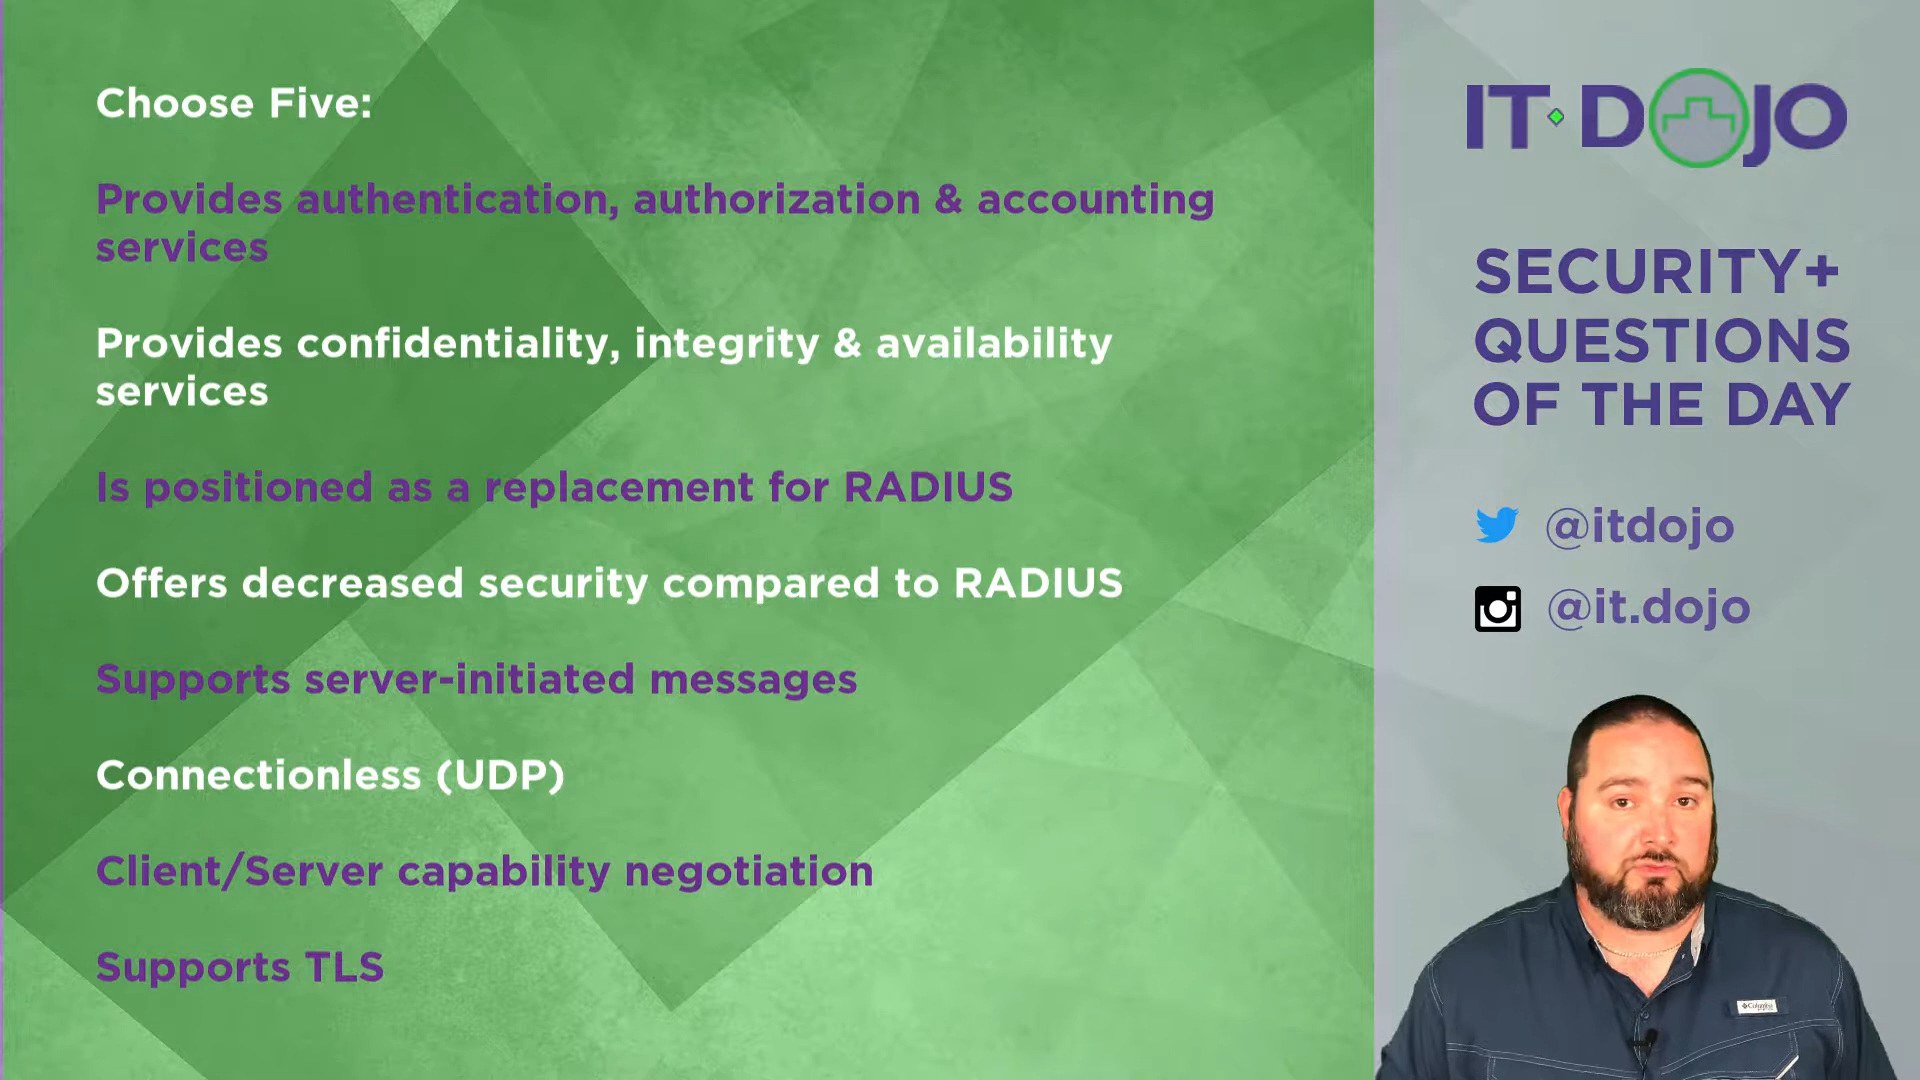 Choose Five:
Provides authentication, authorization & accounting
services
Provides confidentiality, integrity & availability
services
Is positioned as a replacement for RADIUS
Offers decreased security compared to RADIUS
Supports server-initiated messages
Connectionless (UDP)
Client/Server capability negotiation
Supports TLS
IT DOJO
SECURITY+
QUESTIONS
OF THE DAY
@itdojo
@it.dojo
Columbia